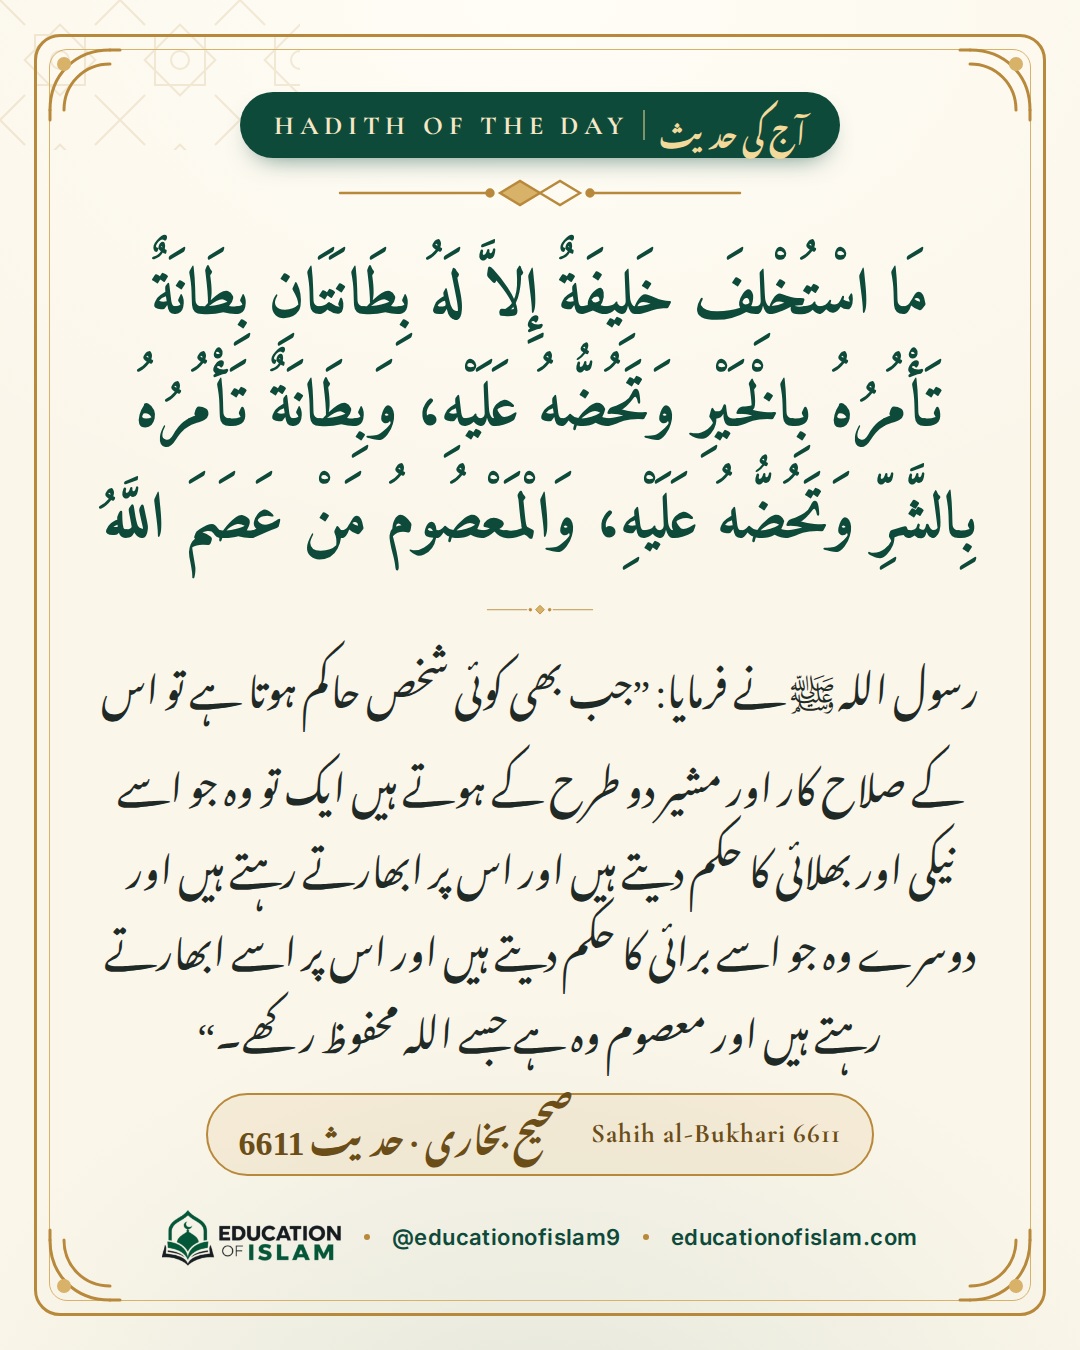 HADITH OF THE DAY | آج کی حدیث
مَا اسْتُخْلِفَ خَلِيفَةٌ إِلاَّ لَهُ بِطَانَتَانِ بِطَانَةٌ
تَأْمُرُهُ بِالْخَيْرِ وَتَحُضُّهُ عَلَيْهِ، وَبِطَانَةٌ تَأْمُرُهُ
بِالشَّرِّ وَتَحُضُّهُ عَلَيْهِ، وَالْمَعْصُومُ مَنْ عَصَمَ اللَّهُ
رسول اللہ ﷺ نے فرمایا: ”جب بھی کوئی شخص حاکم ہوتا ہے تو اس
کے صلاح کار اور مشیر دو طرح کے ہوتے ہیں ایک تو وہ جو اسے
نیکی اور بھلائی کا حکم دیتے ہیں اور اس پر ابھارتے رہتے ہیں اور
دوسرے وہ جو اسے برائی کا حکم دیتے ہیں اور اس پر اسے ابھارتے
رہتے ہیں اور معصوم وہ ہے جسے اللہ محفوظ رکھے۔“
صحیح بخاری · حدیث 6611 Sahih al-Bukhari 6611
EDUCATION OF ISLAM • @educationofislam9 • educationofislam.com